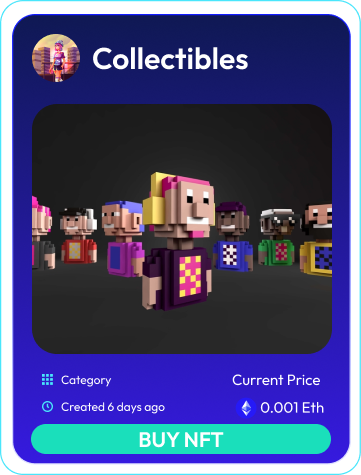 Collectibles
Category
Current Price
Created 6 days ago
0.001 Eth
BUY NFT